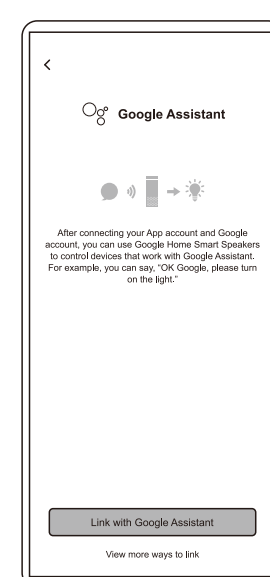 Google Assistant
After connecting your App account and Google
account, you can use Google Home Smart Speakers
to control devices that work with Google Assistant.
For example, you can say, "OK Google, please turn
on the light."
Link with Google Assistant
View more ways to link